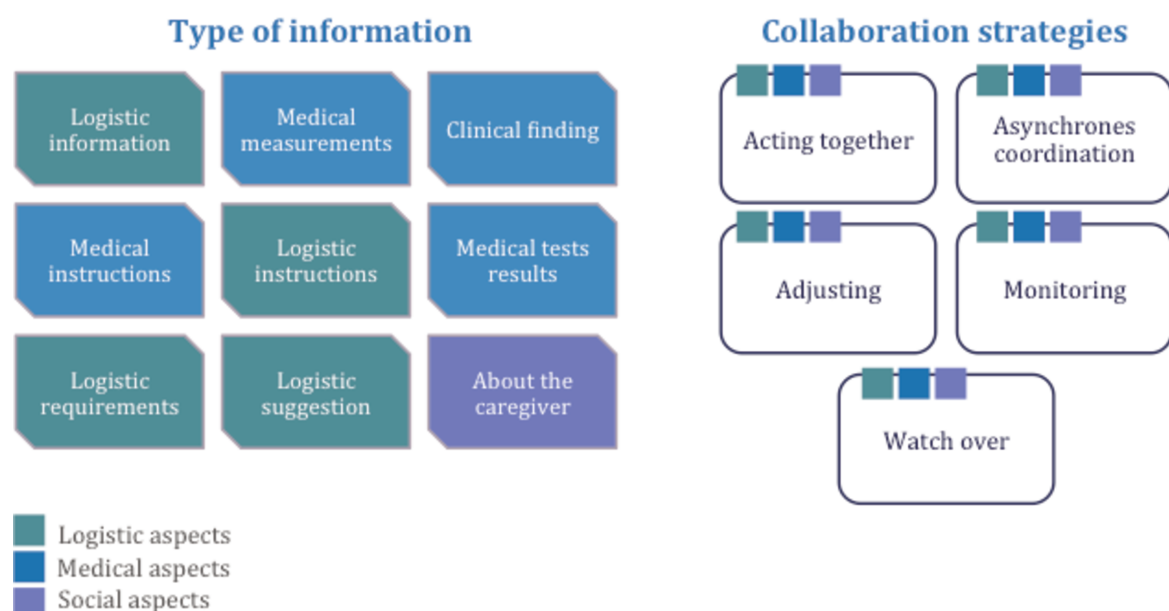 Type of information
Logistic
information
Medical
measurements
Clinical finding
Medical
instructions
Logistic
instructions
Medical tests
results
Logistic
requirements
Logistic
suggestion
About the
caregiver
Collaboration strategies
Acting together
Asynchrones
coordination
Adjusting
Monitoring
Watch over
Logistic aspects
Medical aspects
Social aspects